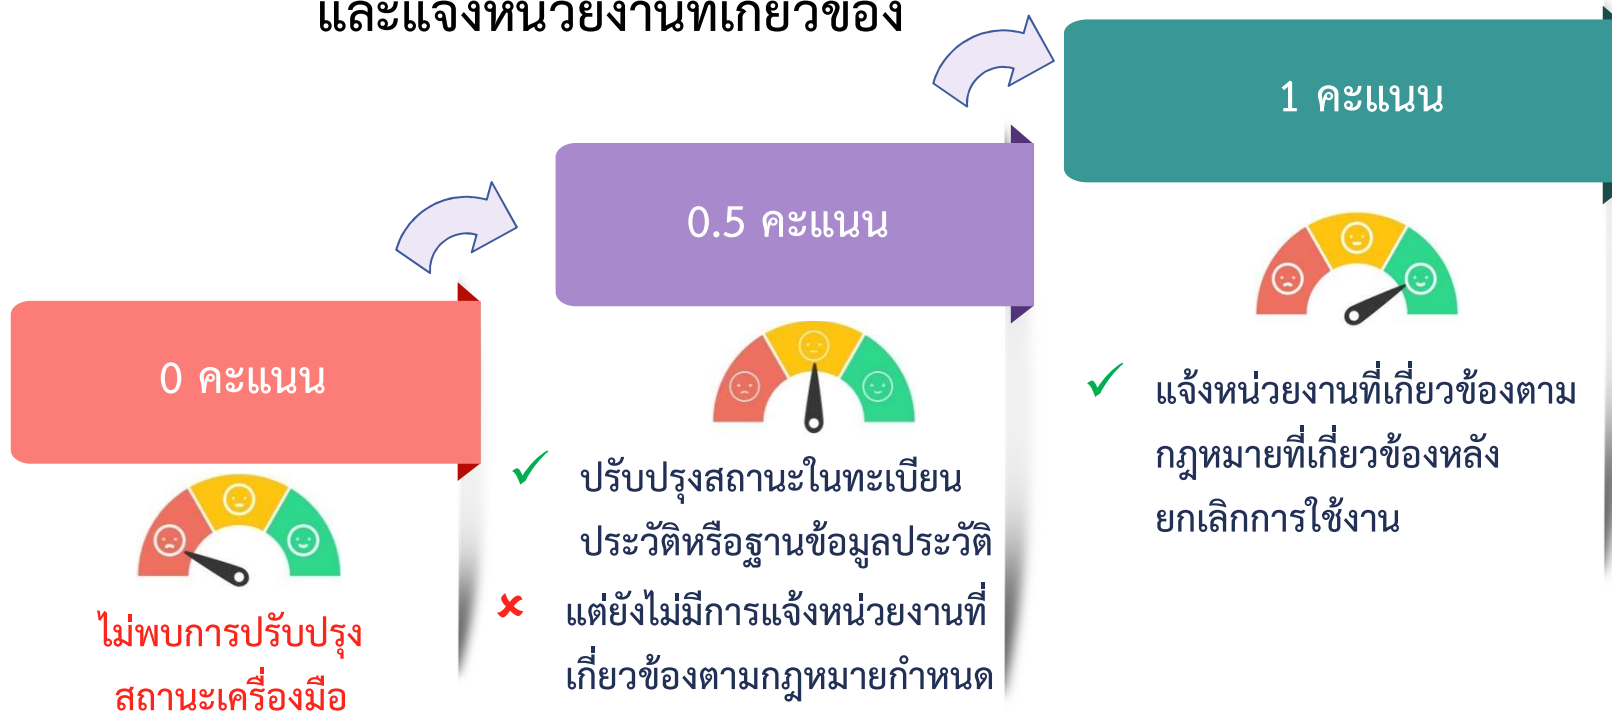 และแจ้งหน่วยงานที่เกี่ยวข้อง
1 คะแนน
0.5 คะแนน
0 คะแนน
ไม่พบการปรับปรุง
สถานะเครื่องมือ
ปรับปรุงสถานะในทะเบียน
ประวัติหรือฐานข้อมูลประวัติ
แต่ยังไม่มีการแจ้งหน่วยงานที่
เกี่ยวข้องตามกฎหมายกำหนด
แจ้งหน่วยงานที่เกี่ยวข้องตาม
กฎหมายที่เกี่ยวข้องหลัง
ยกเลิกการใช้งาน